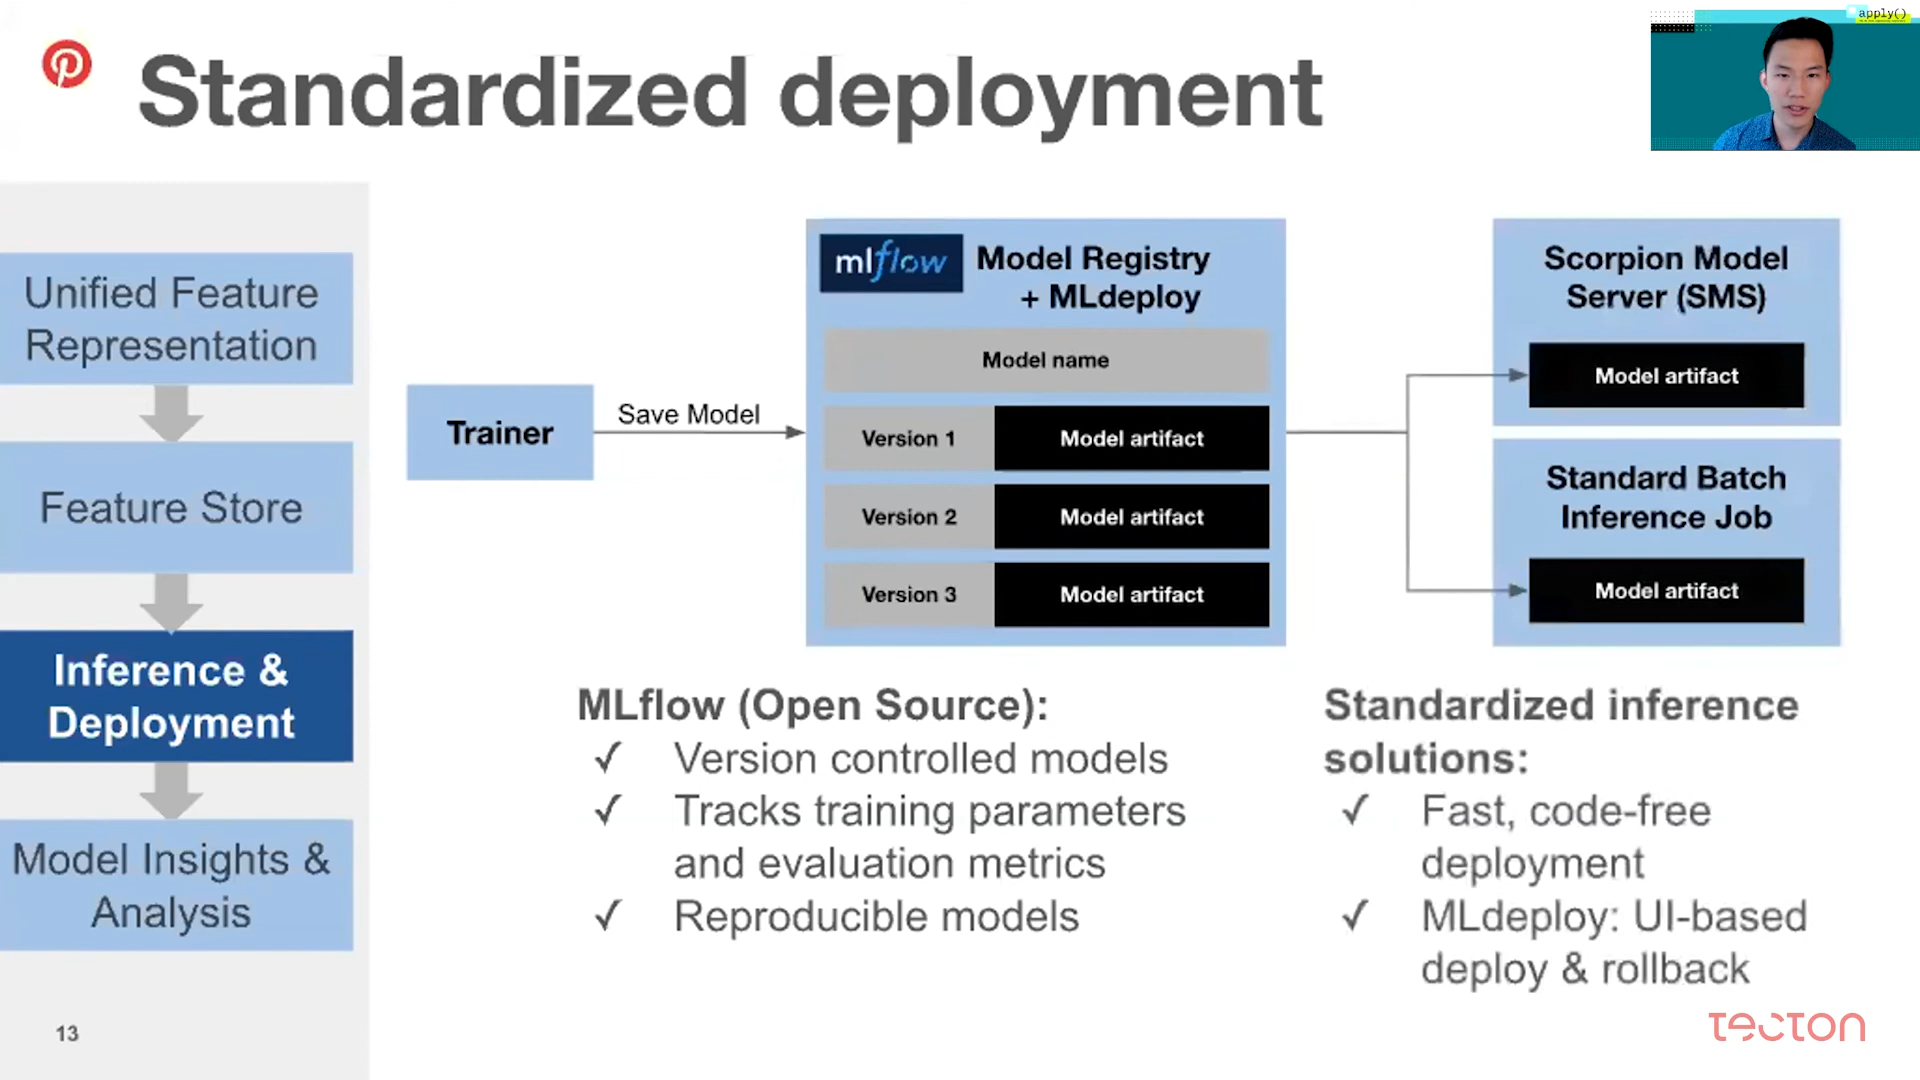 apply()
Standardized deployment
Unified Feature
Representation
Feature Store
Inference &
Deployment
Model Insights &
Analysis
13
Trainer
Save Model
mlflow
Model Registry
+ MLdeploy
Model name
Version 1
Model artifact
Version 2
Model artifact
Version 3
Model artifact
Scorpion Model
Server (SMS)
Model artifact
Standard Batch
Inference Job
Model artifact
MLflow (Open Source):
✓ Version controlled models
✓ Tracks training parameters
and evaluation metrics
✓ Reproducible models
Standardized inference
solutions:
✓ Fast, code-free
deployment
✓ MLdeploy: UI-based
deploy & rollback
tecton